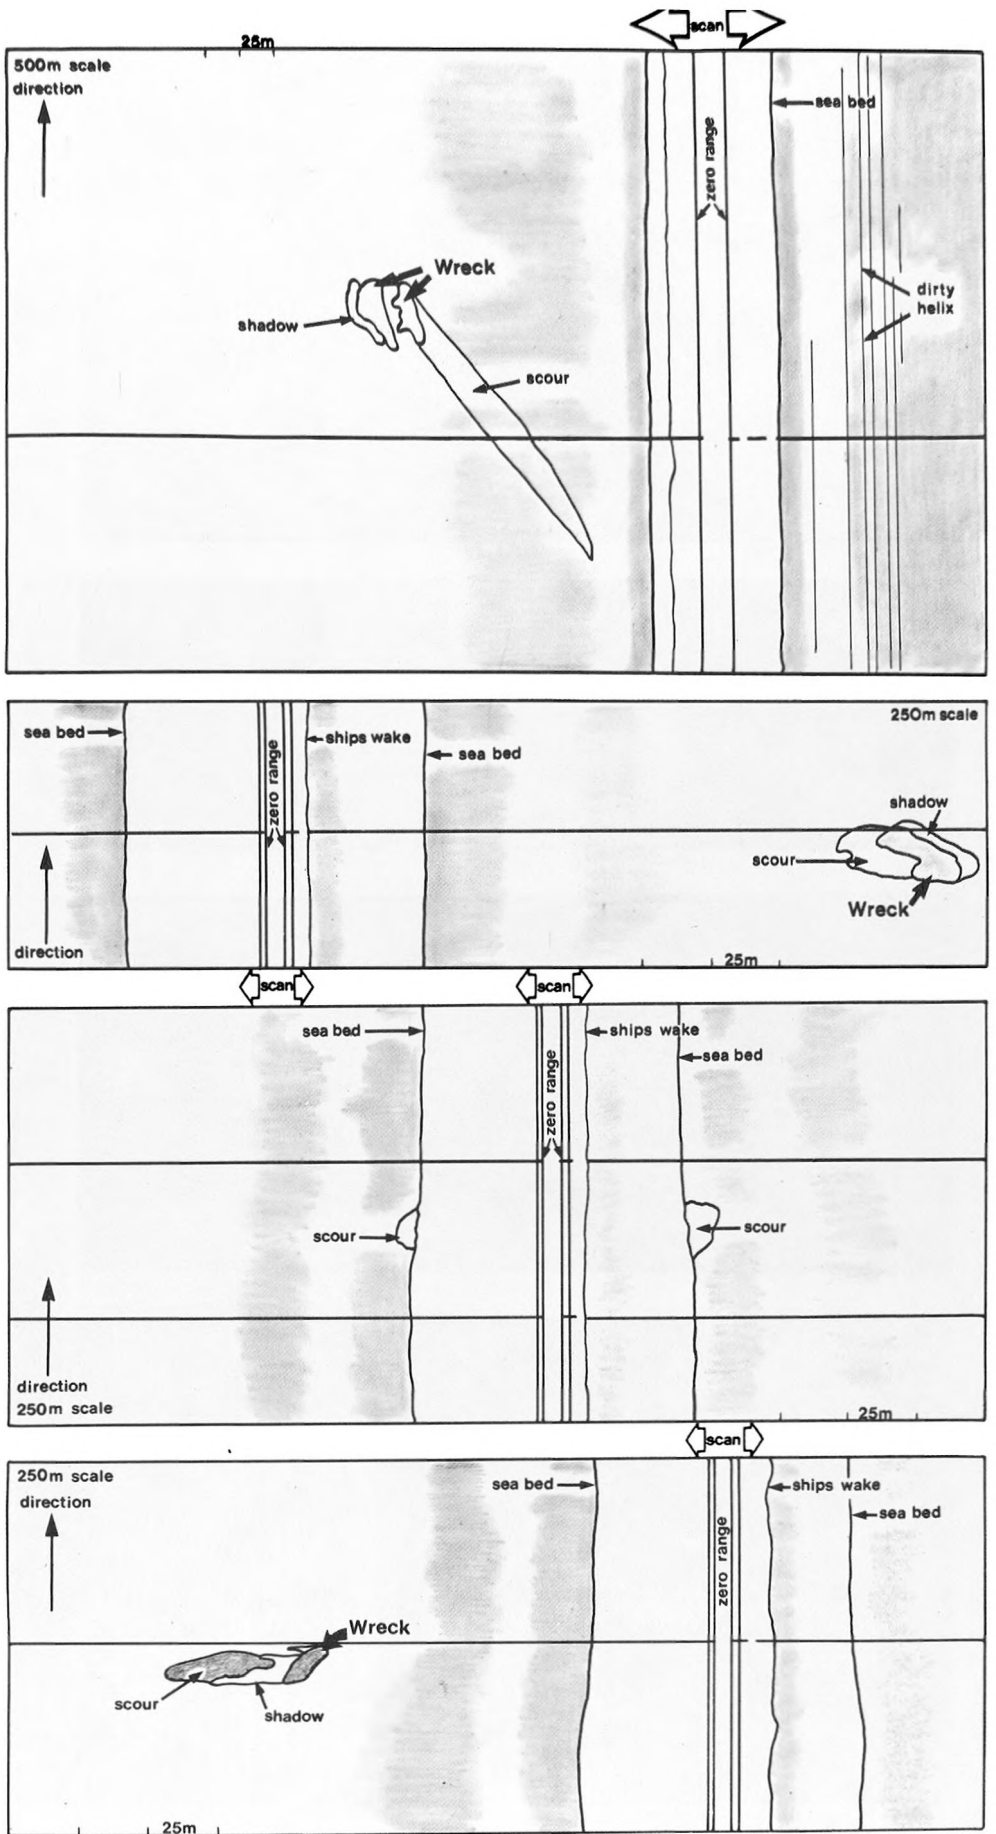 scan
25m
500m scale
direction
sea bed
zero range
Wreck
dirty
helix
shadow
scour
250m scale
sea bed
ships wake
sea bed
zero range
shadow
scour
Wreck
direction
25m
scan
scan
sea bed
ships wake
sea bed
zero range
scour
scour
direction
250m scale
25m
scan
250m scale
direction
sea bed
ships wake
sea bed
zero range
Wreck
scour
shadow
25m